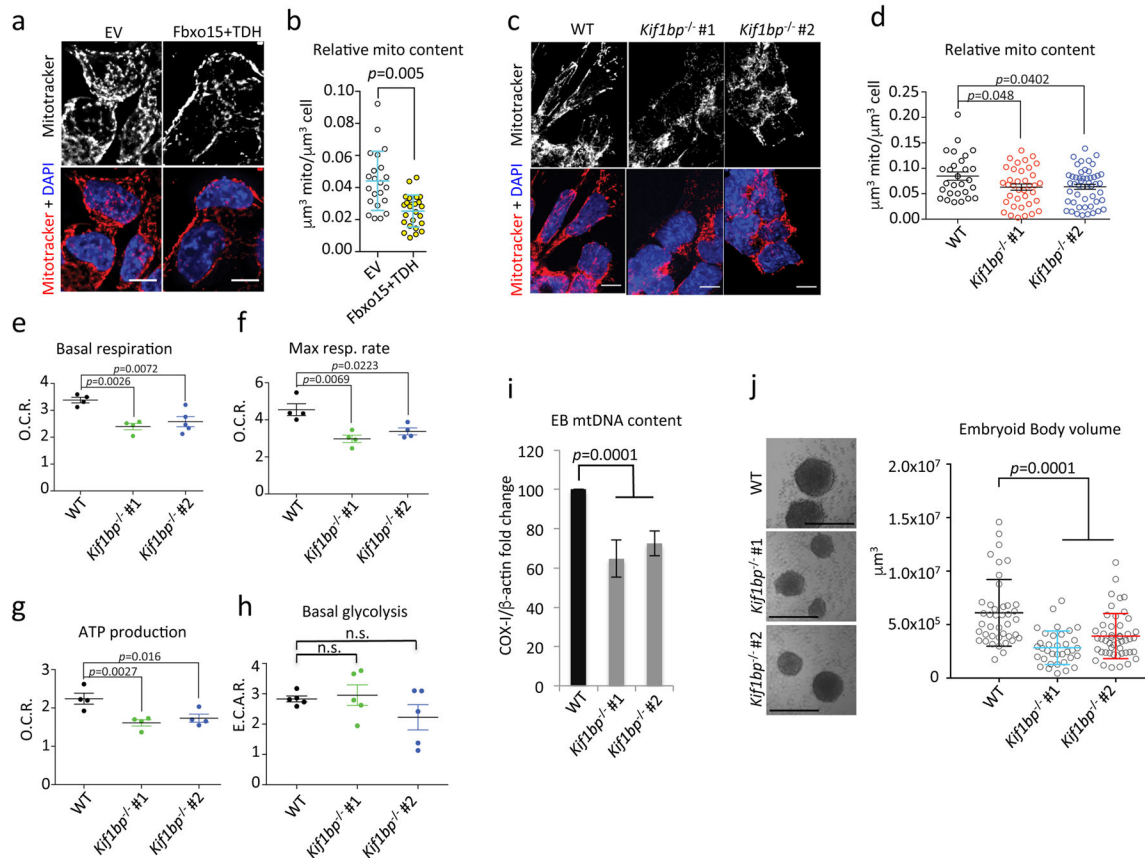 a
EV
Fbxo15+TDH
Mitotracker
Mitotracker + DAPI
b
Relative mito content
p=0.005
μm³ mito/μm³ cell
0.10
0.08
0.06
0.04
0.02
0.00
EV
Fbxo15+TDH
c
WT
Kif1bp⁻/⁻ #1
Kif1bp⁻/⁻ #2
Mitotracker
Mitotracker + DAPI
d
Relative mito content
p=0.0402
p=0.048
μm³ mito/μm³ cell
0.25
0.20
0.15
0.10
0.05
0.00
WT
Kif1bp⁻/⁻ #1
Kif1bp⁻/⁻ #2
e
Basal respiration
p=0.0072
p=0.0026
O.C.R.
4
3
2
1
0
WT
Kif1bp⁻/⁻ #1
Kif1bp⁻/⁻ #2
f
Max resp. rate
p=0.0223
p=0.0069
O.C.R.
6
4
2
0
WT
Kif1bp⁻/⁻ #1
Kif1bp⁻/⁻ #2
g
ATP production
p=0.016
p=0.0027
O.C.R.
3
2
1
0
WT
Kif1bp⁻/⁻ #1
Kif1bp⁻/⁻ #2
h
Basal glycolysis
n.s.
n.s.
E.C.A.R.
5
4
3
2
1
0
WT
Kif1bp⁻/⁻ #1
Kif1bp⁻/⁻ #2
i
EB mtDNA content
p=0.0001
COX-I/β-actin fold change
120
100
80
60
40
20
0
WT
Kif1bp⁻/⁻ #1
Kif1bp⁻/⁻ #2
j
WT
Kif1bp⁻/⁻ #1
Kif1bp⁻/⁻ #2
Embryoid Body volume
p=0.0001
μm³
2.0x10⁷
1.5x10⁷
1.0x10⁷
5.0x10⁵
0
WT
Kif1bp⁻/⁻ #1
Kif1bp⁻/⁻ #2